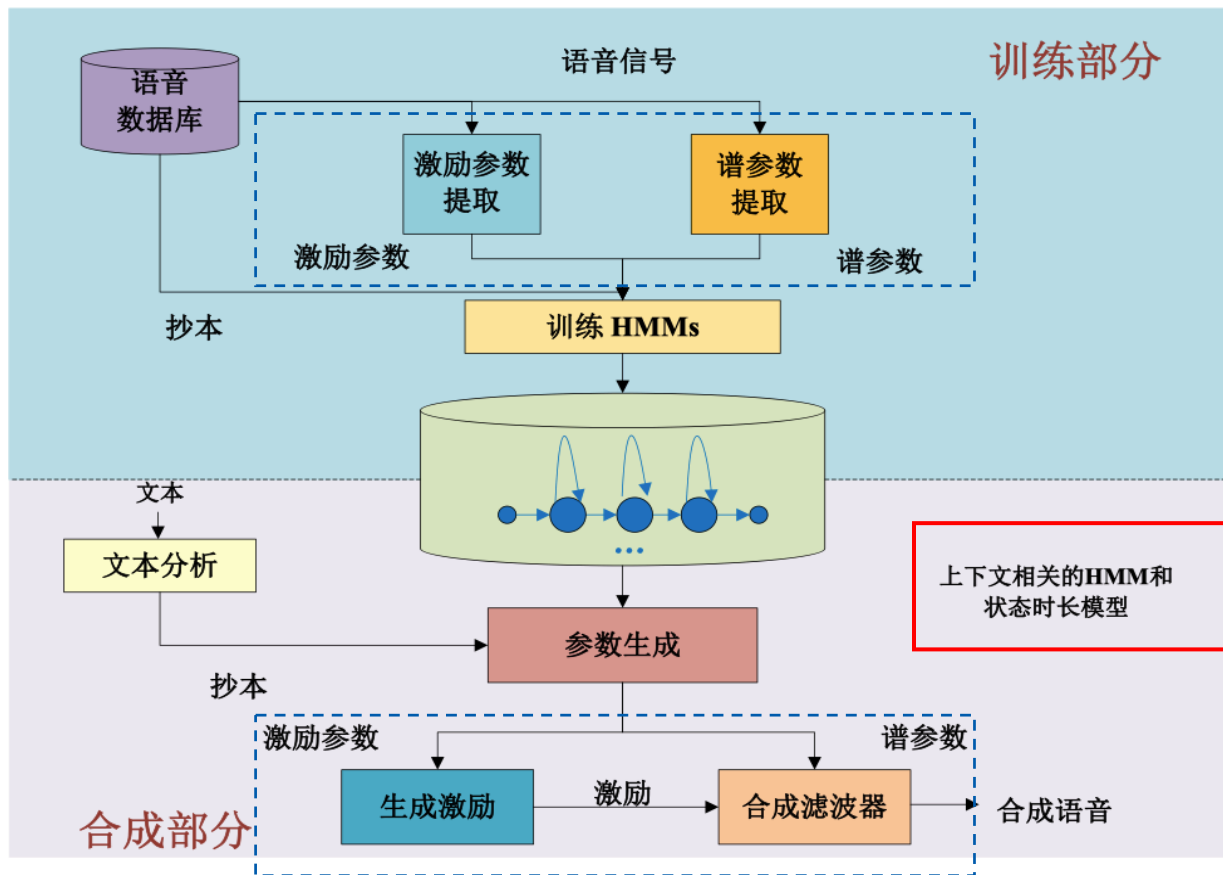 语音信号
训练部分
语音
数据库
激励参数
提取
谱参数
提取
激励参数
谱参数
抄本
训练 HMMs
文本
...
文本分析
上下文相关的HMM和
状态时长模型
参数生成
抄本
激励参数
谱参数
生成激励
激励
合成滤波器
合成语音
合成部分